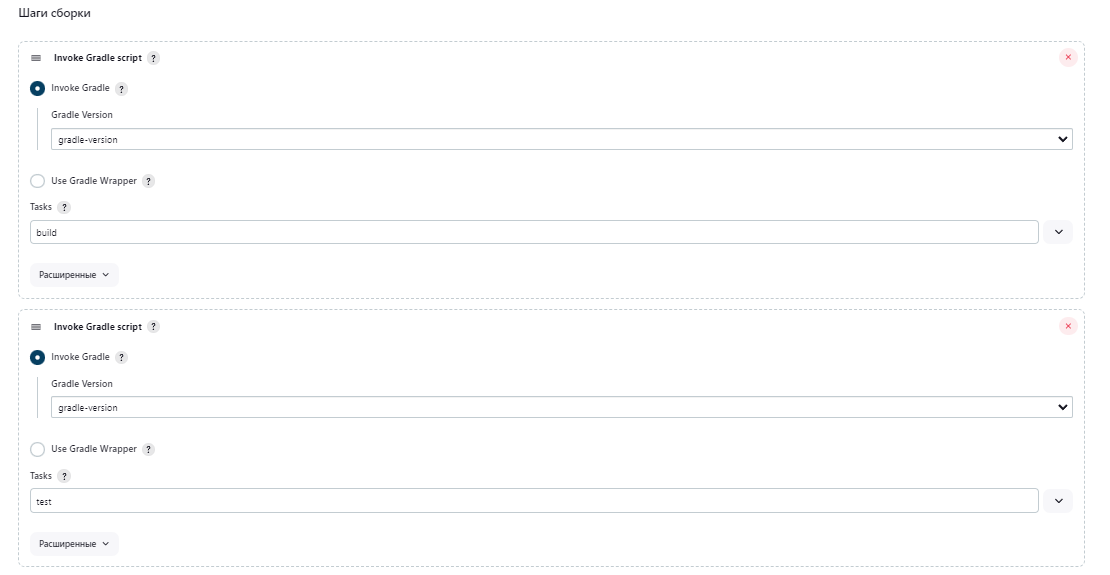 Шаги сборки
Invoke Gradle script ?
Invoke Gradle ?
Gradle Version
gradle-version
Use Gradle Wrapper ?
Tasks ?
build
Расширенные
Invoke Gradle script ?
Invoke Gradle ?
Gradle Version
gradle-version
Use Gradle Wrapper ?
Tasks ?
test
Расширенные